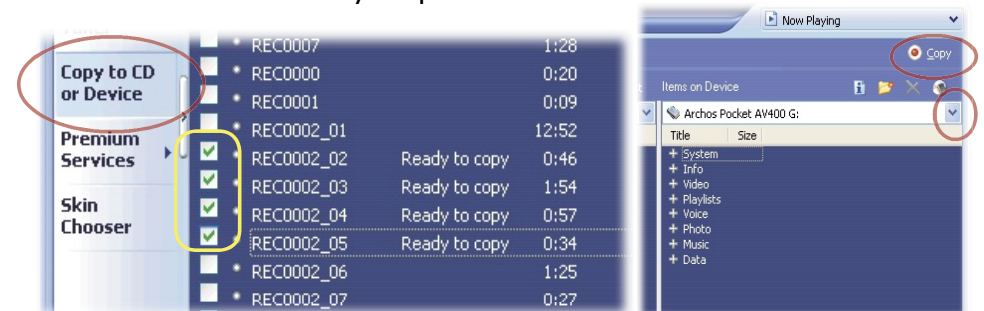 Now Playing
Copy to CD
or Device
Premium
Services
Skin
Chooser
REC0007 1:28
REC0000 0:20
REC0001 0:09
REC0002_01 12:52
REC0002_02 Ready to copy 0:46
REC0002_03 Ready to copy 1:54
REC0002_04 Ready to copy 0:57
REC0002_05 Ready to copy 0:34
REC0002_06 1:25
REC0002_07 0:27
Copy
Items on Device
Archos Pocket AV400 G:
Title Size
+ System
+ Info
+ Video
+ Playlists
+ Voice
+ Photo
+ Music
+ Data